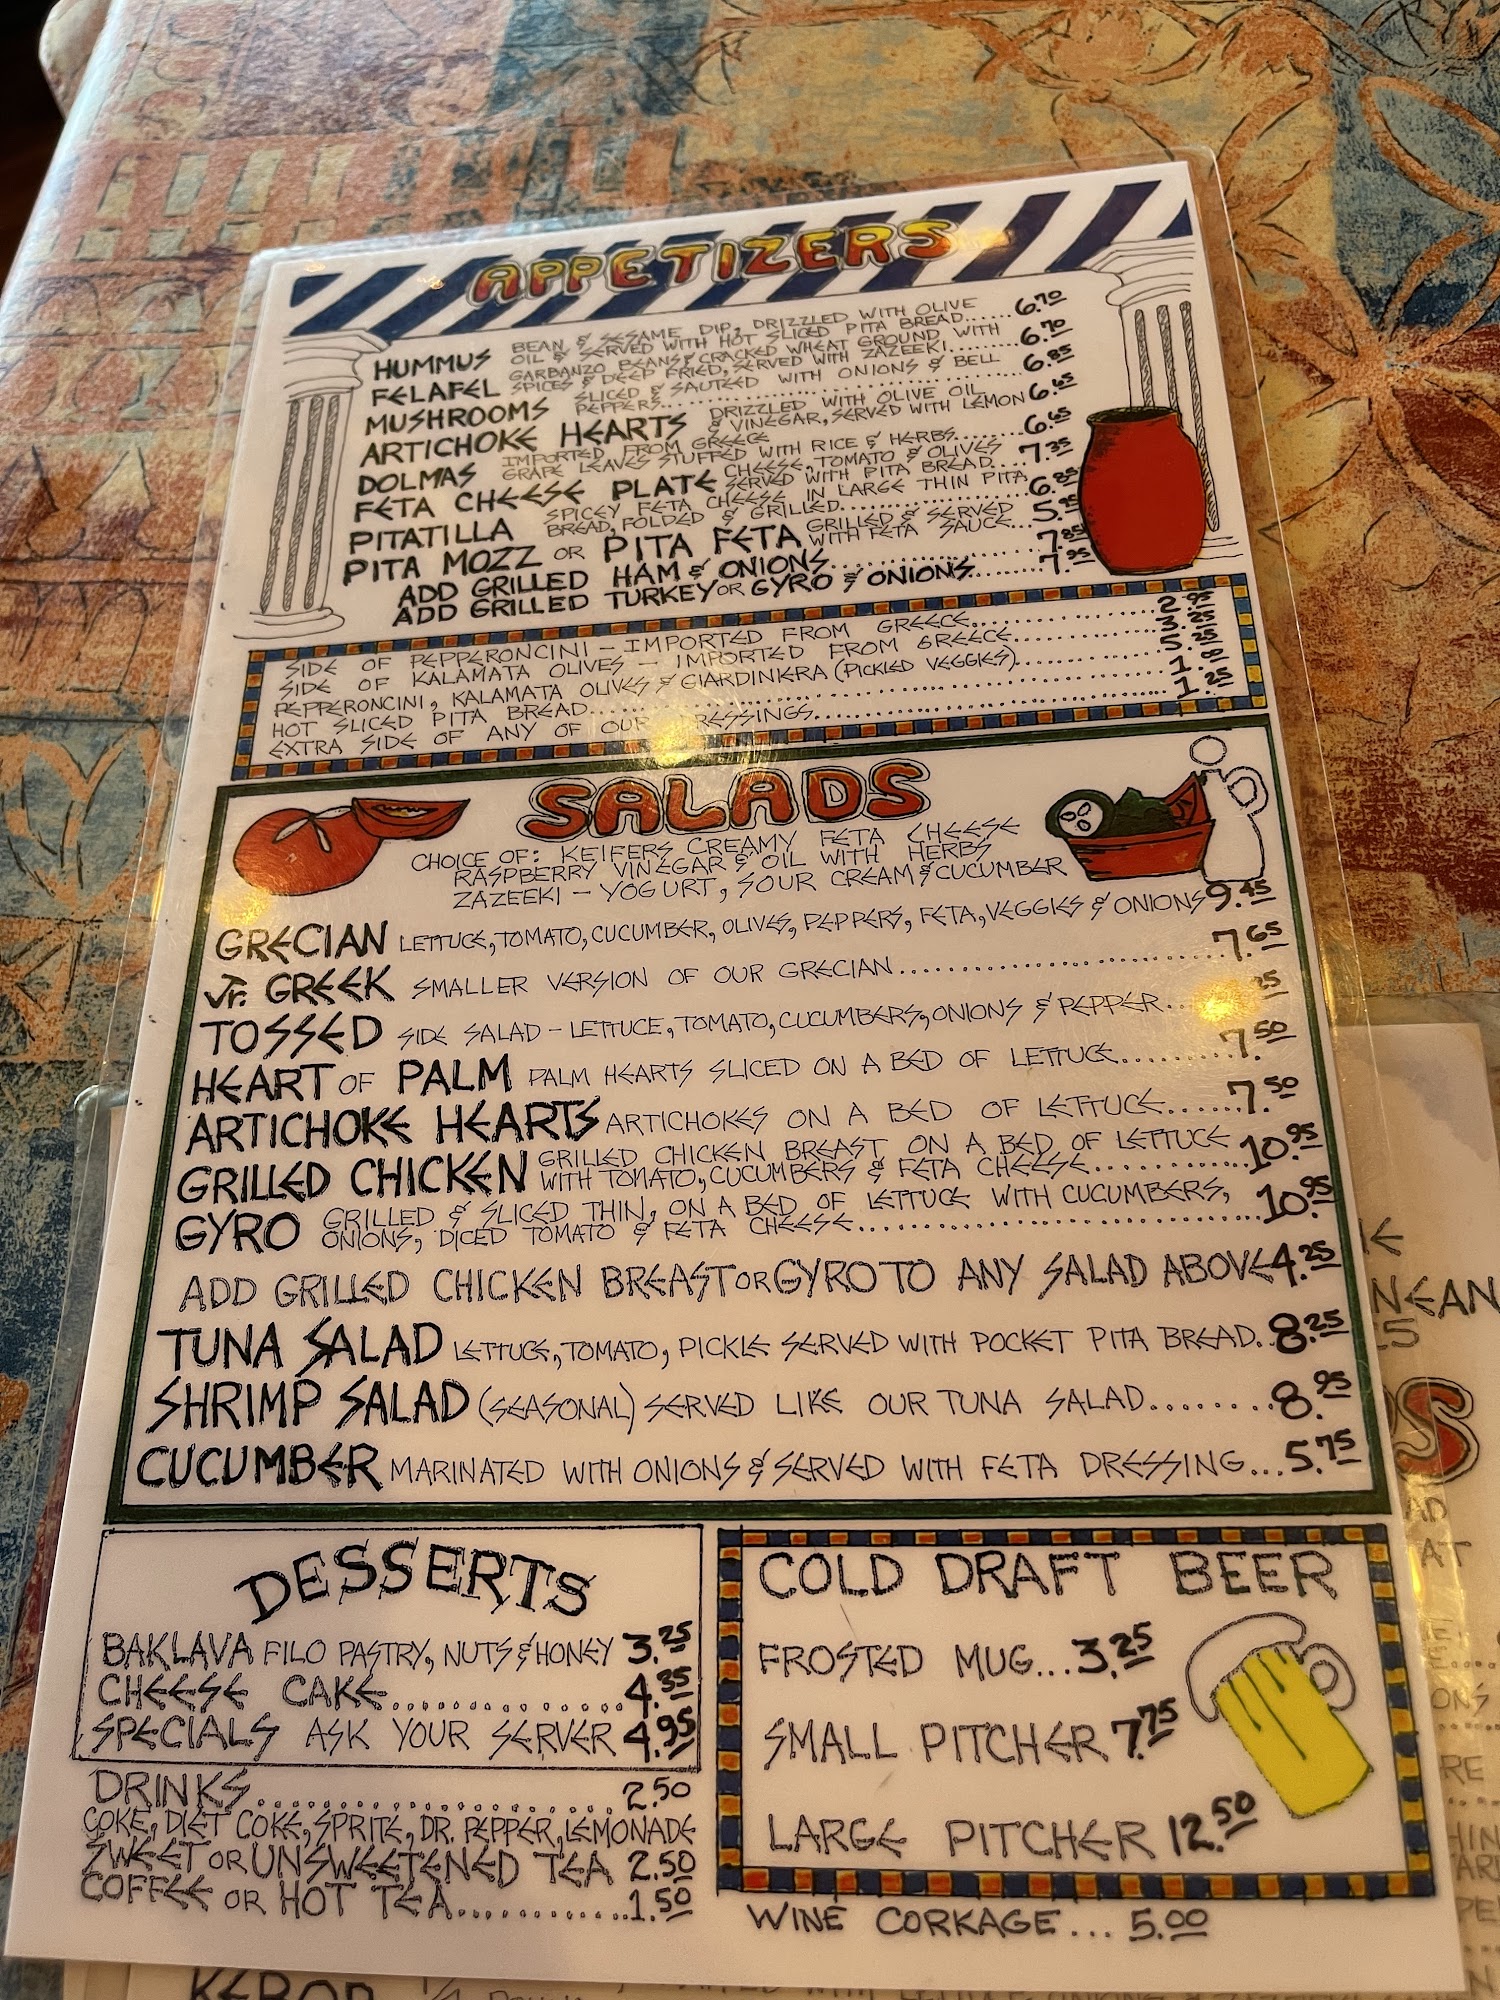 APPETIZERS
HUMMUS BEAN & SESAME DIP, DRIZZLED WITH OLIVE
OIL & SERVED WITH HOT SLICED PITA BREAD..... 6.70
FELAFEL GARBANZO BEANS & CRACKED WHEAT GROUND WITH
SPICES & DEEP FRIED, SERVED WITH ZAZEEKI..... 6.70
MUSHROOMS SLICED & SAUTEED WITH ONIONS & BELL
PEPPERS..... 6.85
ARTICHOKE HEARTS DRIZZLED WITH OLIVE OIL
& VINEGAR, SERVED WITH LEMON 6.65
DOLMAS IMPORTED FROM GREECE
GRAPE LEAVES STUFFED WITH RICE & HERBS..... 6.65
FETA CHEESE PLATE CHEESE, TOMATO & OLIVES
SERVED WITH PITA BREAD.... 7.35
PITATILLA SPICEY FETA CHEESE IN LARGE THIN PITA
BREAD, FOLDED & GRILLED..... 6.85
PITA MOZZ OR PITA FETA GRILLED & SERVED
WITH FETA SAUCE... 5.95
ADD GRILLED HAM & ONIONS..... 7.85
ADD GRILLED TURKEY OR GYRO & ONIONS..... 7.95
SIDE OF PEPPERONCINI - IMPORTED FROM GREECE..... 2.95
SIDE OF KALAMATA OLIVES - IMPORTED FROM GREECE..... 3.25
PEPPERONCINI, KALAMATA OLIVES & GIARDINERA (PICKLED VEGGIES)..... 5.25
HOT SLICED PITA BREAD..... 1.
EXTRA SIDE OF ANY OF OUR DRESSINGS..... 1.25
SALADS
CHOICE OF: KEIFERS CREAMY FETA CHEESE
RASPBERRY VINEGAR & OIL WITH HERBS
ZAZEEKI - YOGURT, SOUR CREAM & CUCUMBER
GRECIAN LETTUCE, TOMATO, CUCUMBER, OLIVES, PEPPERS, FETA, VEGGIES & ONIONS 9.45
Jr. GREEK SMALLER VERSION OF OUR GRECIAN..... 7.65
TOSSED SIDE SALAD - LETTUCE, TOMATO, CUCUMBERS, ONIONS & PEPPER... 25
HEART OF PALM PALM HEARTS SLICED ON A BED OF LETTUCE..... 7.50
ARTICHOKE HEARTS ARTICHOKES ON A BED OF LETTUCE...... 7.50
GRILLED CHICKEN GRILLED CHICKEN BREAST ON A BED OF LETTUCE
WITH TOMATO, CUCUMBERS & FETA CHEESE..... 10.95
GYRO GRILLED & SLICED THIN, ON A BED OF LETTUCE WITH CUCUMBERS,
ONIONS, DICED TOMATO & FETA CHEESE..... 10.95
ADD GRILLED CHICKEN BREAST OR GYRO TO ANY SALAD ABOVE 4.25
TUNA SALAD LETTUCE, TOMATO, PICKLE SERVED WITH POCKET PITA BREAD.. 8.25
SHRIMP SALAD (SEASONAL) SERVED LIKE OUR TUNA SALAD....... 8.95
CUCUMBER MARINATED WITH ONIONS & SERVED WITH FETA DRESSING... 5.75
DESSERTS
BAKLAVA FILO PASTRY, NUTS & HONEY 3.25
CHEESE CAKE..... 4.35
SPECIALS ASK YOUR SERVER 4.95
DRINKS..... 2.50
COKE, DIET COKE, SPRITE, DR. PEPPER, LEMONADE
SWEET OR UNSWEETENED TEA 2.50
COFFEE OR HOT TEA..... 1.50
COLD DRAFT BEER
FROSTED MUG... 3.25
SMALL PITCHER 7.75
LARGE PITCHER 12.50
WINE CORKAGE... 5.00